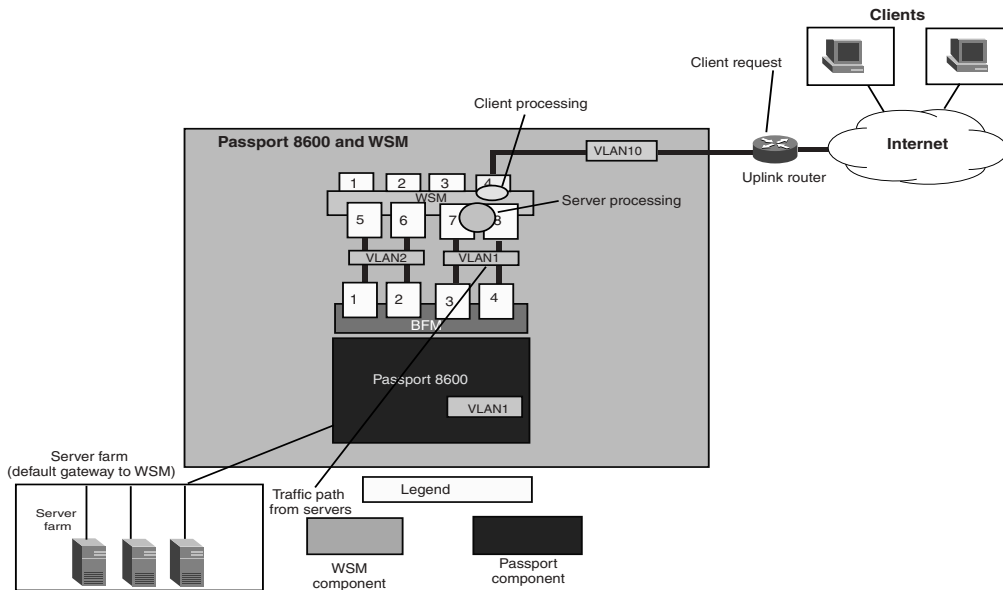 Clients
Client request
Client processing
Passport 8600 and WSM
VLAN10
Internet
Uplink router
1
2
3
4
WSM
Server processing
5
6
7
8
VLAN2
VLAN1
1
2
3
4
BFM
Passport 8600
VLAN1
Server farm
(default gateway to WSM)
Server
farm
Traffic path
from servers
Legend
WSM
component
Passport
component